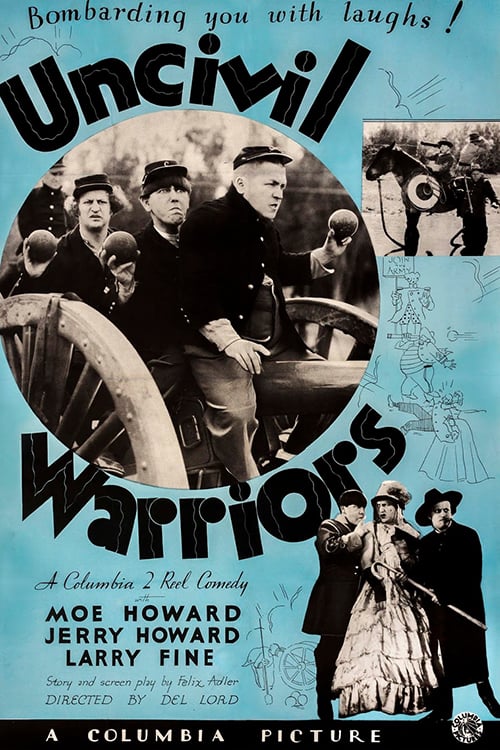 Bombarding you with laughs!
Uncivil
JOIN
ARMY
Warriors
A Columbia 2 Reel Comedy
with
MOE HOWARD
JERRY HOWARD
LARRY FINE
Story and screen play by Felix Adler
DIRECTED BY DEL LORD
A COLUMBIA PICTURE
COLUMBIA